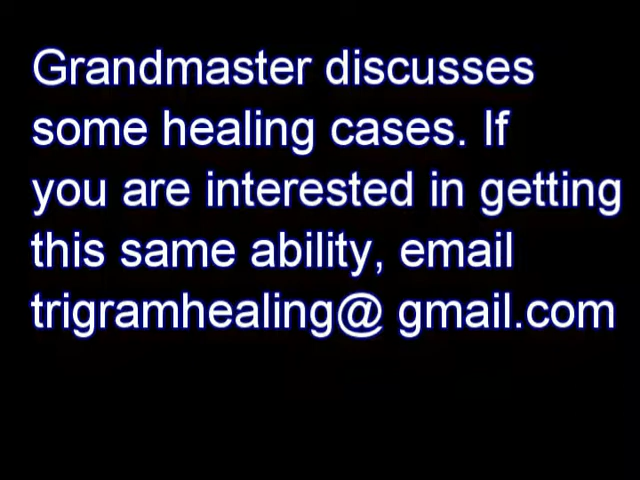 Grandmaster discusses
some healing cases. If
you are interested in getting
this same ability, email
trigramhealing@ gmail.com